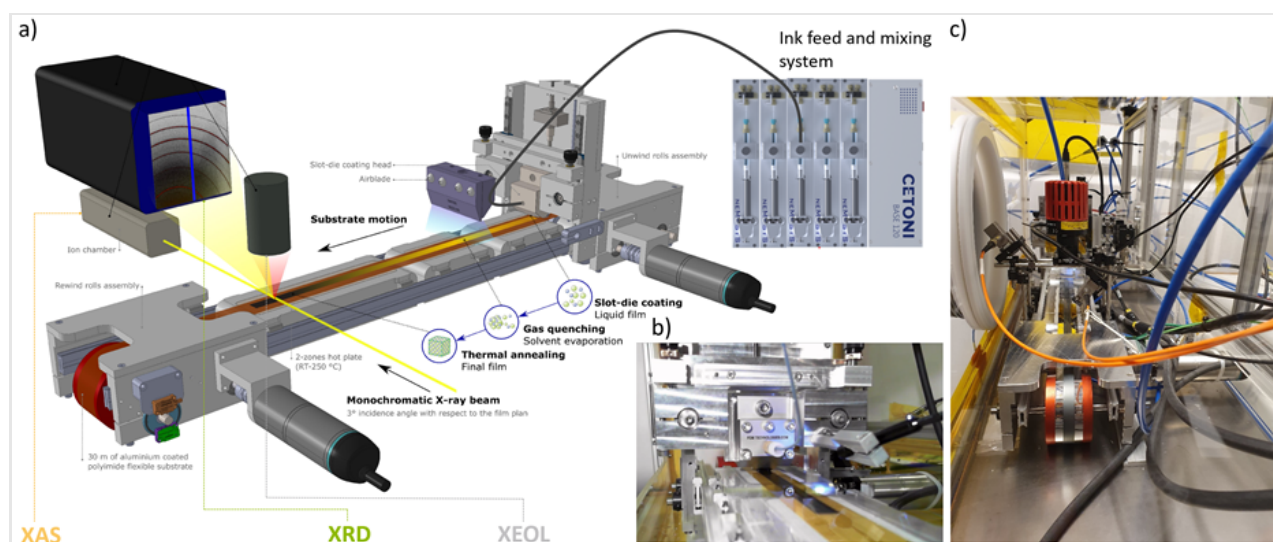 a)
Ink feed and mixing
system
c)
Slot-die coating head
Airblade
Unwind rolls assembly
Substrate motion
CETONI
BASE 120
Ion chamber
Rewind rolls assembly
Slot-die coating
Liquid film
Gas quenching
Solvent evaporation
Thermal annealing
Final film
b)
2-zones hot plate
(RT-250 °C)
Monochromatic X-ray beam
3° incidence angle with respect to the film plan
30 m of aluminium coated
polyimide flexible substrate
XAS
XRD
XEOL